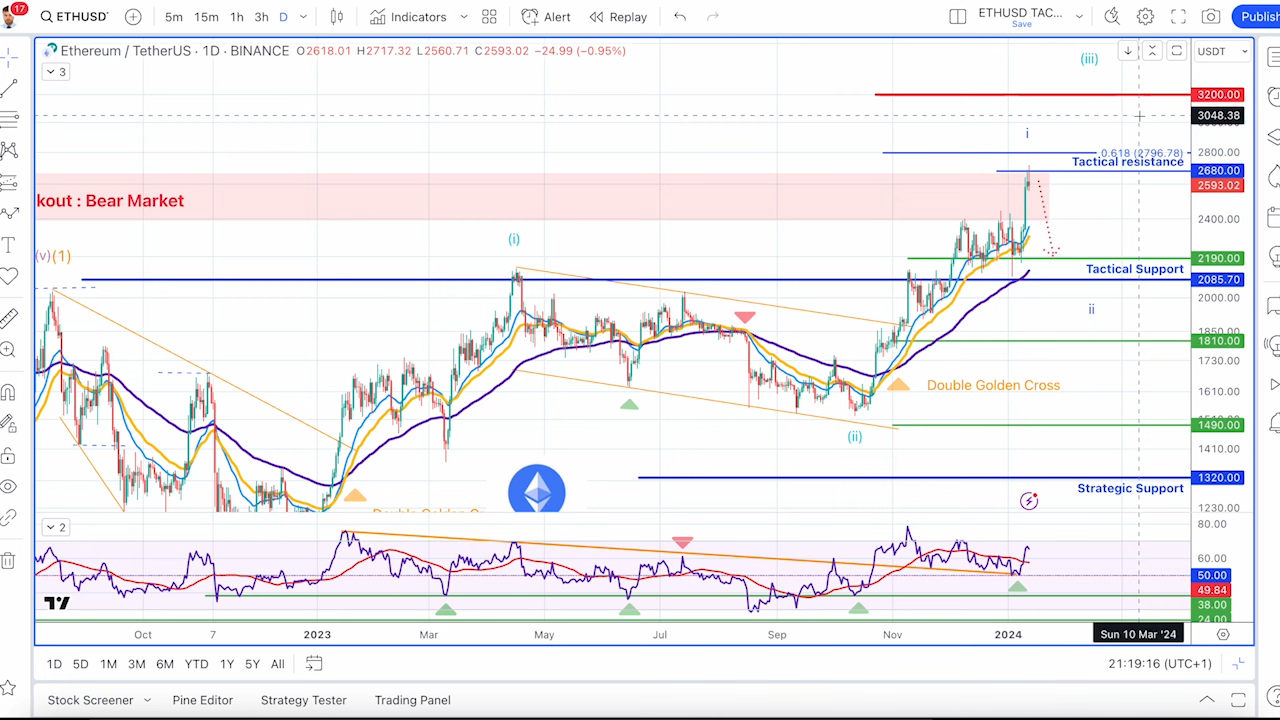 17
ETHUSD
5m 15m 1h 3h D
Indicators
Alert
Replay
ETHUSD TAC...
Save
Publish
Ethereum / TetherUS · 1D · BINANCE O2618.01 H2717.32 L2560.71 C2593.02 −24.99 (−0.95%)
USDT
3
(iii)
3200.00
3048.38
i
0.618 (2796.78)
2800.00
Tactical resistance
2680.00
2593.02
kout : Bear Market
2400.00
(v)(1)
(i)
2190.00
Tactical Support
2085.70
2000.00
ii
1850.00
1810.00
1730.00
Double Golden Cross
1610.00
(ii)
1490.00
1410.00
1320.00
Strategic Support
1230.00
2
80.00
60.00
50.00
49.84
38.00
24.00
Oct 7 2023 Mar May Jul Sep Nov 2024 Sun 10 Mar '24
1D 5D 1M 3M 6M YTD 1Y 5Y All
21:19:16 (UTC+1)
Stock Screener Pine Editor Strategy Tester Trading Panel